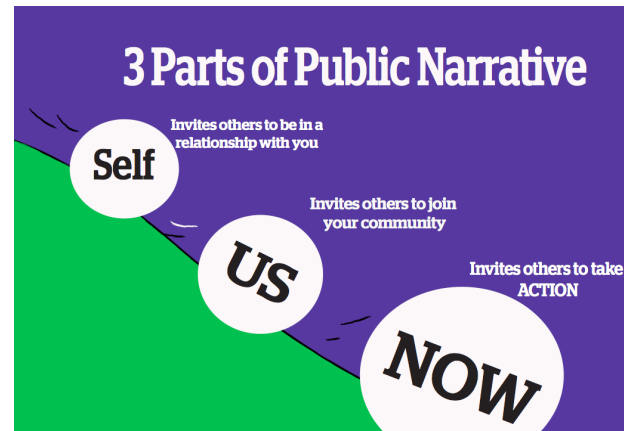 3 Parts of Public Narrative
Invites others to be in a
relationship with you
Self
Invites others to join
your community
US
Invites others to take
ACTION
NOW